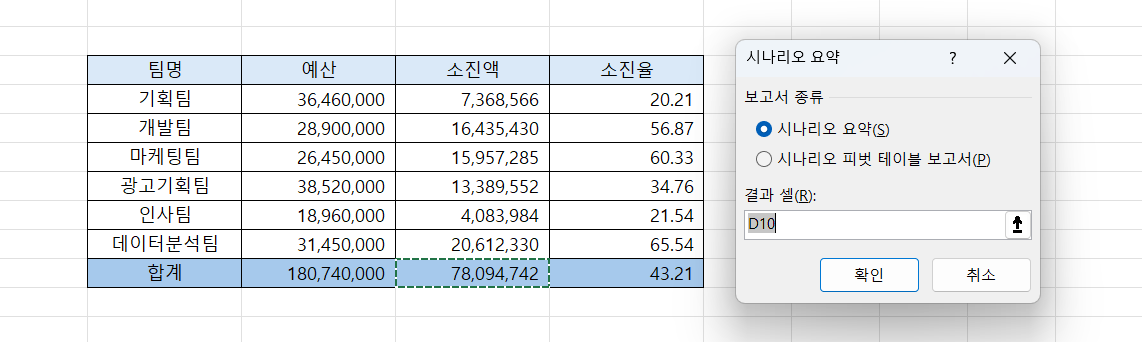 팀명 예산 소진액 소진율
기획팀 36,460,000 7,368,566 20.21
개발팀 28,900,000 16,435,430 56.87
마케팅팀 26,450,000 15,957,285 60.33
광고기획팀 38,520,000 13,389,552 34.76
인사팀 18,960,000 4,083,984 21.54
데이터분석팀 31,450,000 20,612,330 65.54
합계 180,740,000 78,094,742 43.21
시나리오 요약 ?
보고서 종류
시나리오 요약(S)
시나리오 피벗 테이블 보고서(P)
결과 셀(R):
D10
확인 취소